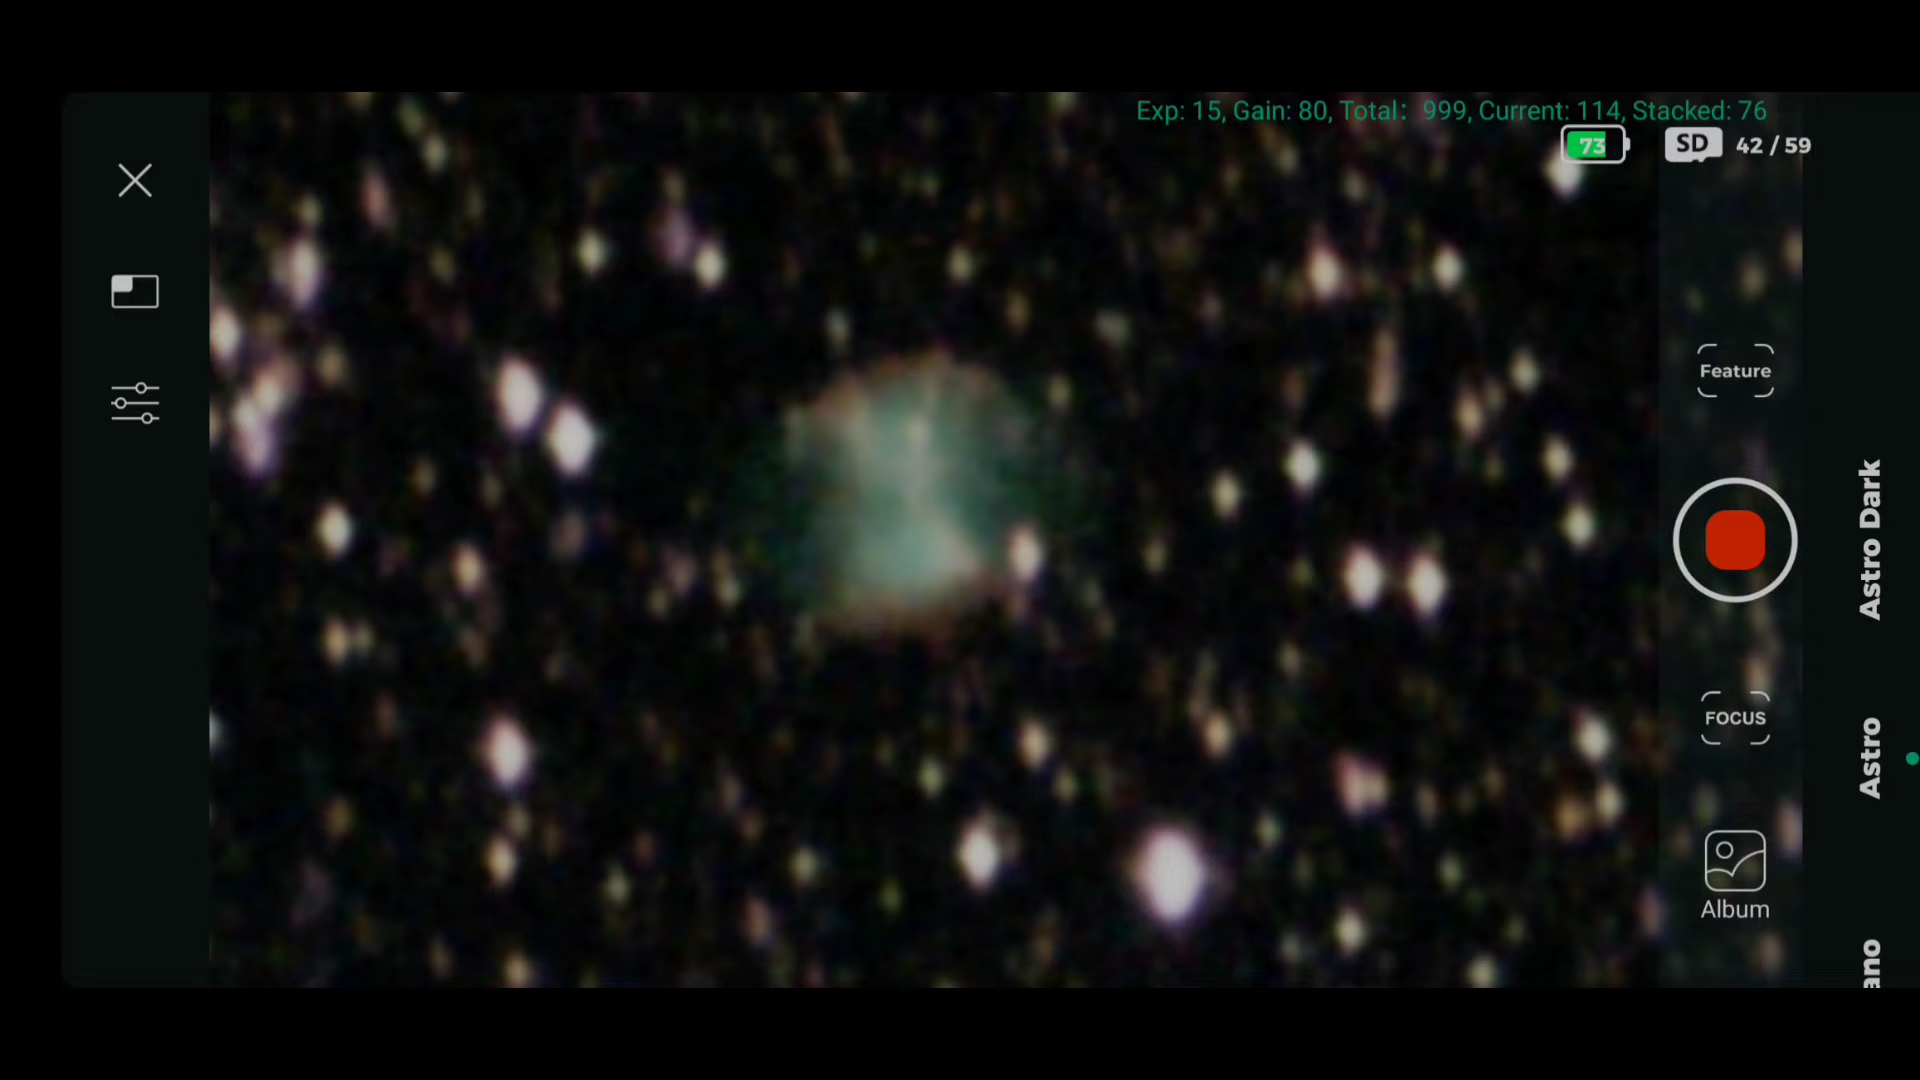 Exp: 15, Gain: 80, Total: 999, Current: 114, Stacked: 76
73
SD
42 / 59
Feature
Astro Dark
FOCUS
Astro
Album
ano